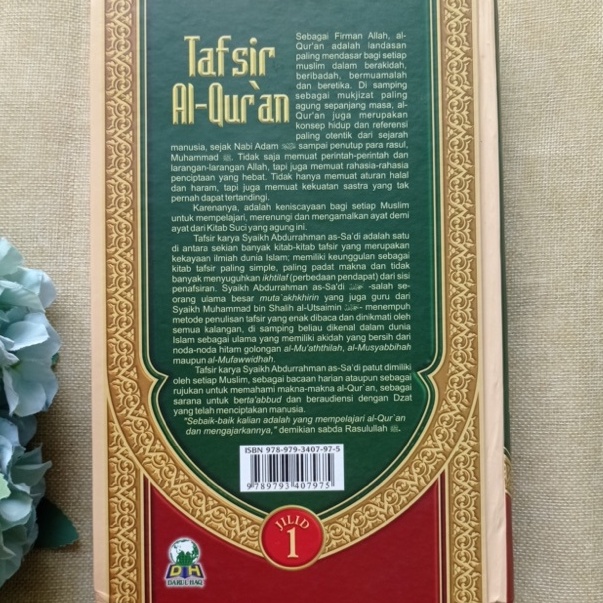 Tafsir
Al-Qur`an
Sebagai Firman Allah, al-
Qur'an adalah landasan
paling mendasar bagi setiap
muslim dalam berakidah,
beribadah, bermuamalah
dan beretika. Di samping
sebagai mukjizat paling
agung sepanjang masa, al-
Qur'an juga merupakan
konsep hidup dan referensi
paling otentik dari sejarah
manusia, sejak Nabi Adam sampai penutup para rasul,
Muhammad ﷺ. Tidak saja memuat perintah-perintah dan
larangan-larangan Allah, tapi juga memuat rahasia-rahasia
penciptaan yang hebat. Tidak hanya memuat aturan halal
dan haram, tapi juga memuat kekuatan sastra yang tak
pernah dapat tertandingi.
Karenanya, adalah keniscayaan bagi setiap Muslim
untuk mempelajari, merenungi dan mengamalkan ayat demi
ayat dari Kitab Suci yang agung ini.
Tafsir karya Syaikh Abdurrahman as-Sa'di adalah satu
di antara sekian banyak kitab-kitab tafsir yang merupakan
kekayaan ilmiah dunia Islam; memiliki keunggulan sebagai
kitab tafsir paling simple, paling padat makna dan tidak
banyak menyuguhkan ikhtilaf (perbedaan pendapat) dari sisi
penafsiran. Syaikh Abdurrahman as-Sa'di -salah se-
orang ulama besar muta`akhkhirin yang juga guru dari
Syaikh Muhammad bin Shalih al-Utsaimin - menempuh
metode penulisan tafsir yang enak dibaca dan dinikmati oleh
semua kalangan, di samping beliau dikenal dalam dunia
Islam sebagai ulama yang memiliki akidah yang bersih dari
noda-noda hitam golongan al-Mu'aththilah, al-Musyabbihah
maupun al-Mufawwidhah.
Tafsir karya Syaikh Abdurrahman as-Sa'di patut dimiliki
oleh setiap Muslim, sebagai bacaan harian ataupun sebagai
rujukan untuk memahami makna-makna al-Qur`an, sebagai
sarana untuk berta'abbud dan beraudiensi dengan Dzat
yang telah menciptakan manusia.
"Sebaik-baik kalian adalah yang mempelajari al-Qur`an
dan mengajarkannya," demikian sabda Rasulullah ﷺ.
ISBN 978-979-3407-97-5
9 789793 407975
JILID
1
DH
DARUL HAQ